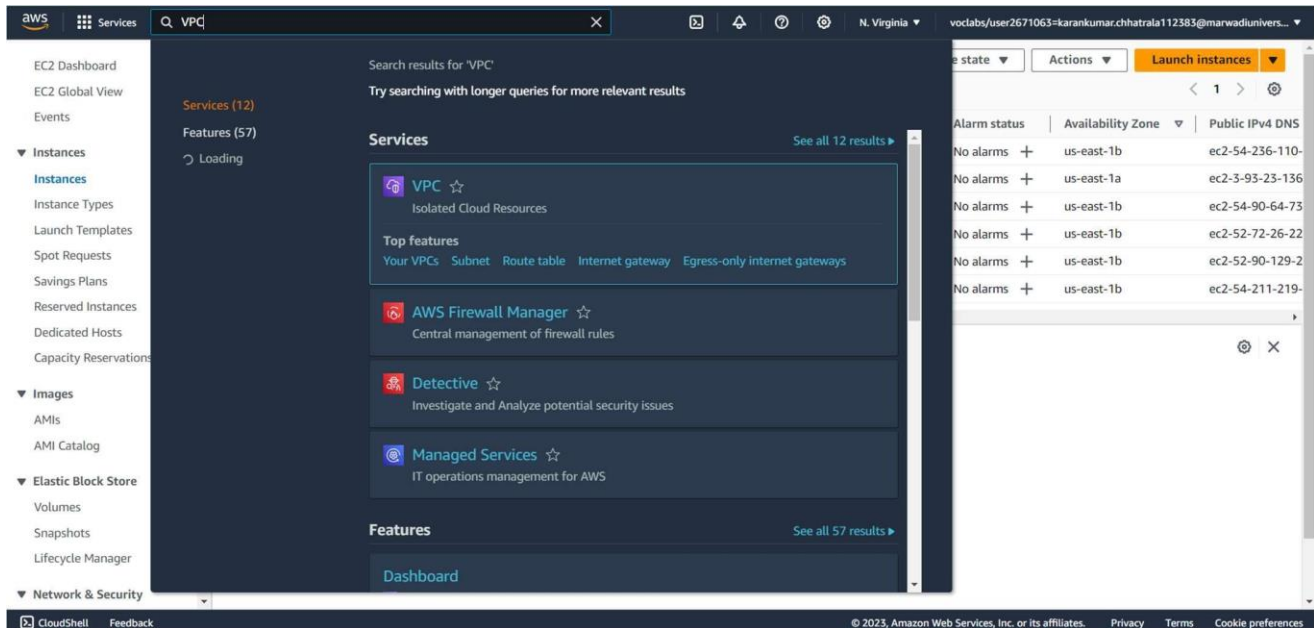 aws Services VPC N. Virginia voclabs/user2671063=karankumar.chhatrala112383@marwadiunivers...
EC2 Dashboard
EC2 Global View
Events
Instances
Instances
Instance Types
Launch Templates
Spot Requests
Savings Plans
Reserved Instances
Dedicated Hosts
Capacity Reservations
Images
AMIs
AMI Catalog
Elastic Block Store
Volumes
Snapshots
Lifecycle Manager
Network & Security
Services (12)
Features (57)
Loading
Search results for 'VPC'
Try searching with longer queries for more relevant results
Services See all 12 results
VPC
Isolated Cloud Resources
Top features
Your VPCs Subnet Route table Internet gateway Egress-only internet gateways
AWS Firewall Manager
Central management of firewall rules
Detective
Investigate and Analyze potential security issues
Managed Services
IT operations management for AWS
Features See all 57 results
Dashboard
e state Actions Launch instances
1
Alarm status Availability Zone Public IPv4 DNS
No alarms + us-east-1b ec2-54-236-110-
No alarms + us-east-1a ec2-3-93-23-136
No alarms + us-east-1b ec2-54-90-64-73
No alarms + us-east-1b ec2-52-72-26-22
No alarms + us-east-1b ec2-52-90-129-2
No alarms + us-east-1b ec2-54-211-219-
CloudShell Feedback © 2023, Amazon Web Services, Inc. or its affiliates. Privacy Terms Cookie preferences